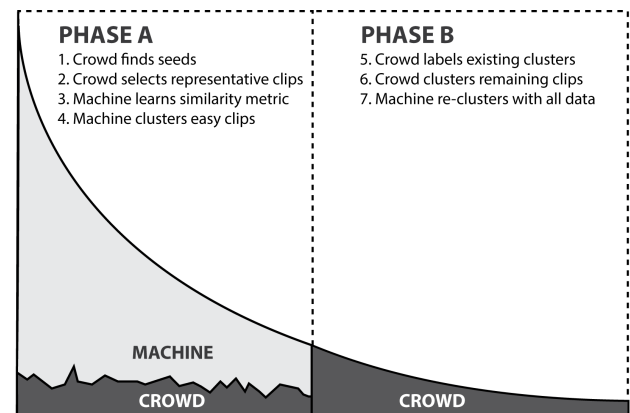 PHASE A
1. Crowd finds seeds
2. Crowd selects representative clips
3. Machine learns similarity metric
4. Machine clusters easy clips
PHASE B
5. Crowd labels existing clusters
6. Crowd clusters remaining clips
7. Machine re-clusters with all data
MACHINE
CROWD
CROWD